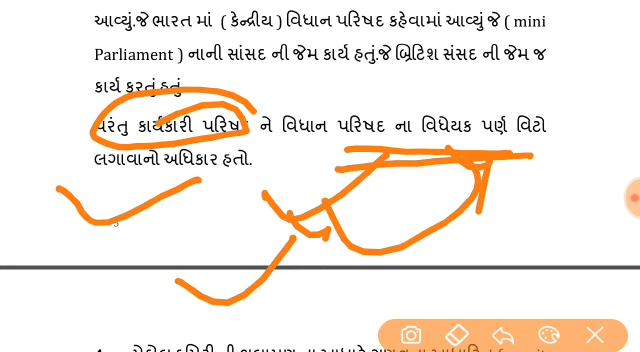 આવ્યું.જે ભારત માં ( કેન્દ્રીય ) વિધાન પરિષદ કહેવામાં આવ્યું જે ( mini
Parliament ) નાની સાંસદ ની જેમ કાર્ય હતું.જે બ્રિટિશ સંસદ ની જેમ જ
કાર્ય કરતું હતું
પરંતુ કાર્યકારી પરિષદ ને વિધાન પરિષદ ના વિધેયક પર્ણ વિટો
લગાવાનો અધિકાર હતો.